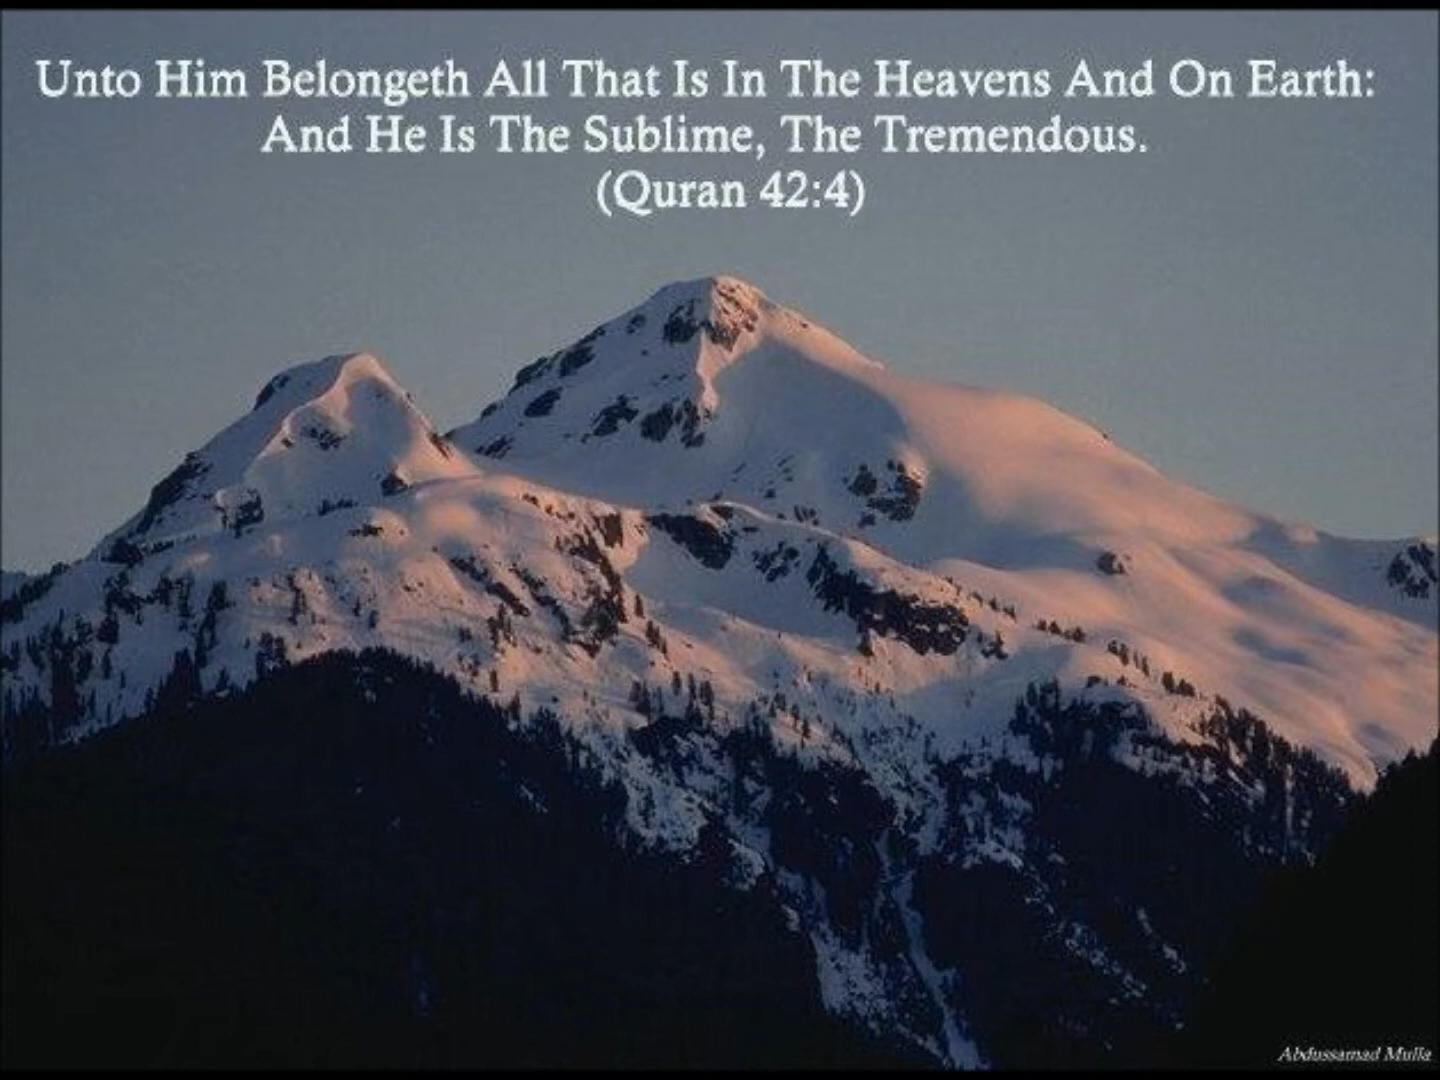 Unto Him Belongeth All That Is In The Heavens And On Earth:
And He Is The Sublime, The Tremendous.
(Quran 42:4)
Abdussamad Mulla